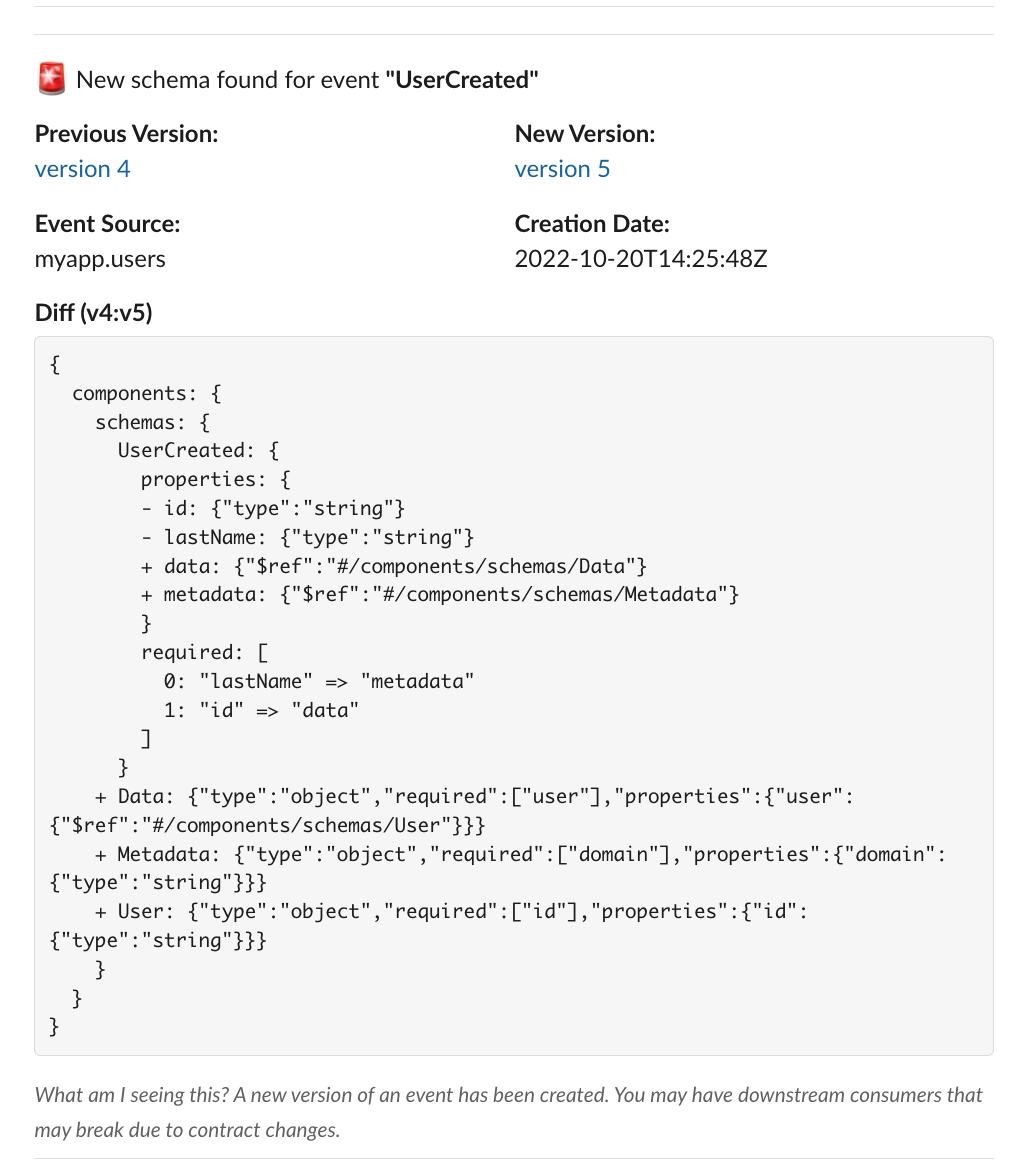 New schema found for event "UserCreated"
Previous Version:
New Version:
version 4
version 5
Event Source:
Creation Date:
myapp.users
2022-10-20T14:25:48Z
Diff (v4:v5)
{
  components: {
    schemas: {
      UserCreated: {
        properties: {
        - id: {"type":"string"}
        - lastName: {"type":"string"}
        + data: {"$ref":"#/components/schemas/Data"}
        + metadata: {"$ref":"#/components/schemas/Metadata"}
        }
        required: [
          0: "lastName" => "metadata"
          1: "id" => "data"
        ]
      }
    + Data: {"type":"object","required":["user"],"properties":{"user":
{"$ref":"#/components/schemas/User"}}}
    + Metadata: {"type":"object","required":["domain"],"properties":{"domain":
{"type":"string"}}}
    + User: {"type":"object","required":["id"],"properties":{"id":
{"type":"string"}}}
    }
  }
}
What am I seeing this? A new version of an event has been created. You may have downstream consumers that
may break due to contract changes.